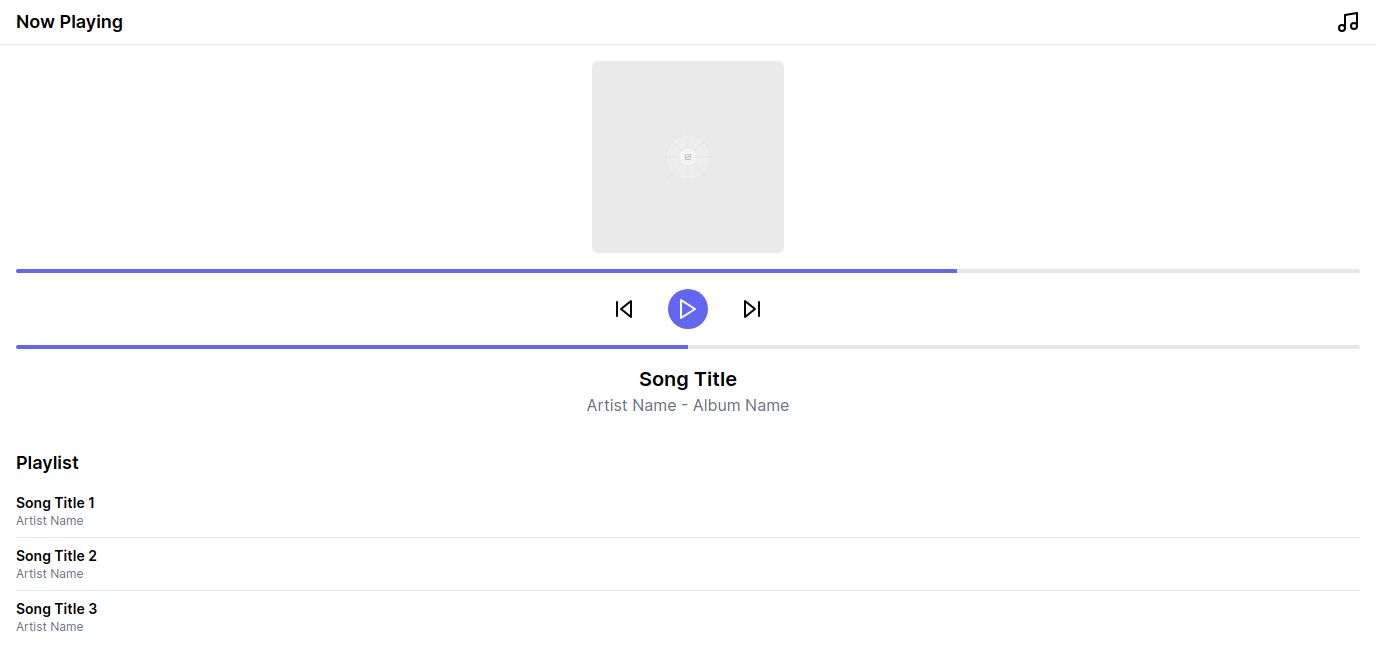 Now Playing
Song Title
Artist Name - Album Name
Playlist
Song Title 1
Artist Name
Song Title 2
Artist Name
Song Title 3
Artist Name